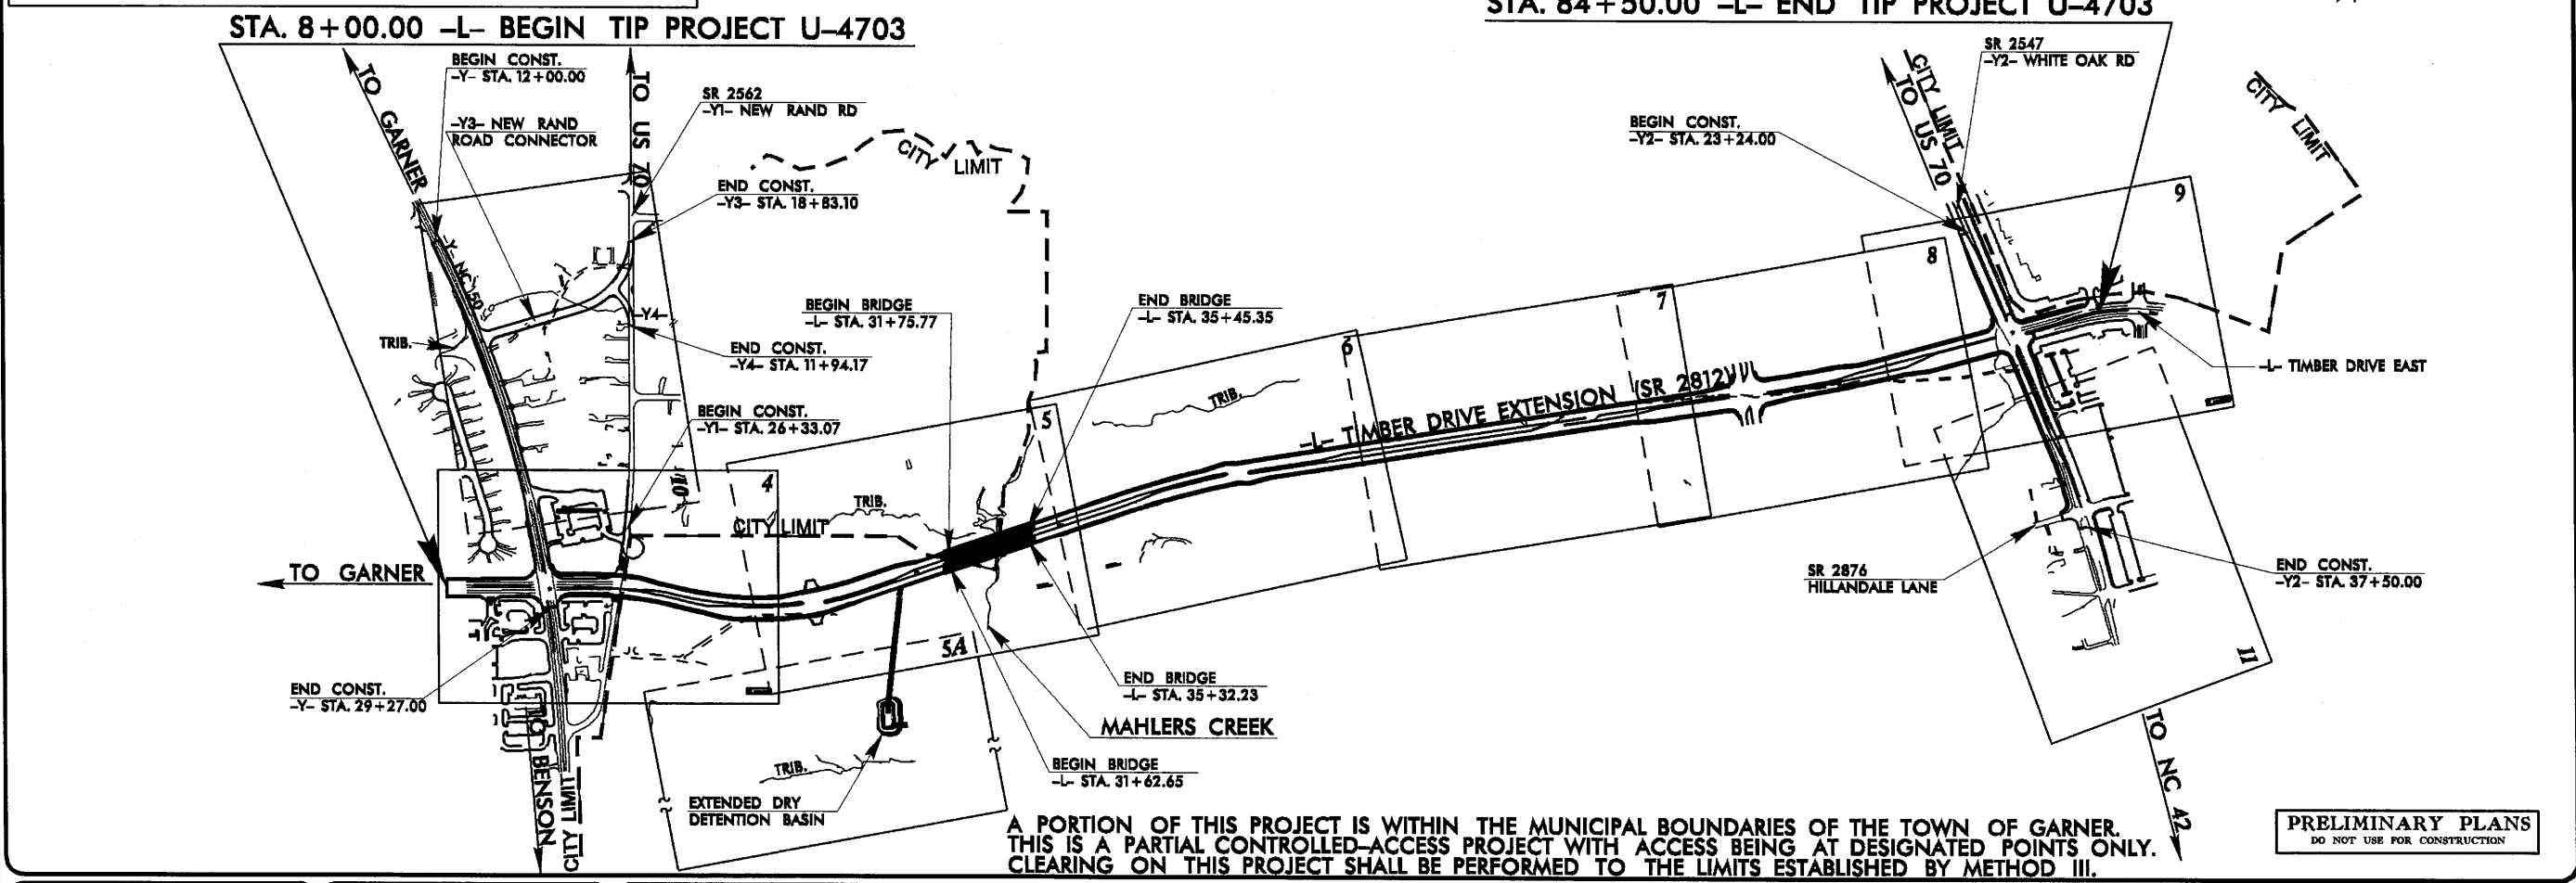 STA. 8+00.00 -L- BEGIN TIP PROJECT U-4703
STA. 84+50.00 -L- END TIP PROJECT U-4703
BEGIN CONST.
-Y- STA. 12+00.00
TO GARNER
TO US 70
SR 2562
-Y1- NEW RAND RD
-Y3- NEW RAND
ROAD CONNECTOR
END CONST.
-Y3- STA. 18+83.10
CITY LIMIT
BEGIN CONST.
-Y2- STA. 23+24.00
CITY LIMIT
TO US 70
SR 2547
-Y2- WHITE OAK RD
CITY LIMIT
9
8
7
6
5
4
10
-Y- NC 50
TRIB.
-Y4-
END CONST.
-Y4- STA. 11+94.17
BEGIN BRIDGE
-L- STA. 31+75.77
END BRIDGE
-L- STA. 35+45.35
BEGIN CONST.
-Y1- STA. 26+33.07
TRIB.
-L- TIMBER DRIVE EXTENSION (SR 2812)
-L- TIMBER DRIVE EAST
TRIB.
CITY LIMIT
TO GARNER
SR 2876
HILLANDALE LANE
END CONST.
-Y2- STA. 37+50.00
JC
5A
11
END CONST.
-Y- STA. 29+27.00
END BRIDGE
-L- STA. 35+32.23
MAHLERS CREEK
BEGIN BRIDGE
-L- STA. 31+62.65
TRIB.
EXTENDED DRY
DETENTION BASIN
BENSON
CITY LIMIT
TO NC 42
A PORTION OF THIS PROJECT IS WITHIN THE MUNICIPAL BOUNDARIES OF THE TOWN OF GARNER.
THIS IS A PARTIAL CONTROLLED-ACCESS PROJECT WITH ACCESS BEING AT DESIGNATED POINTS ONLY.
CLEARING ON THIS PROJECT SHALL BE PERFORMED TO THE LIMITS ESTABLISHED BY METHOD III.
PRELIMINARY PLANS
DO NOT USE FOR CONSTRUCTION